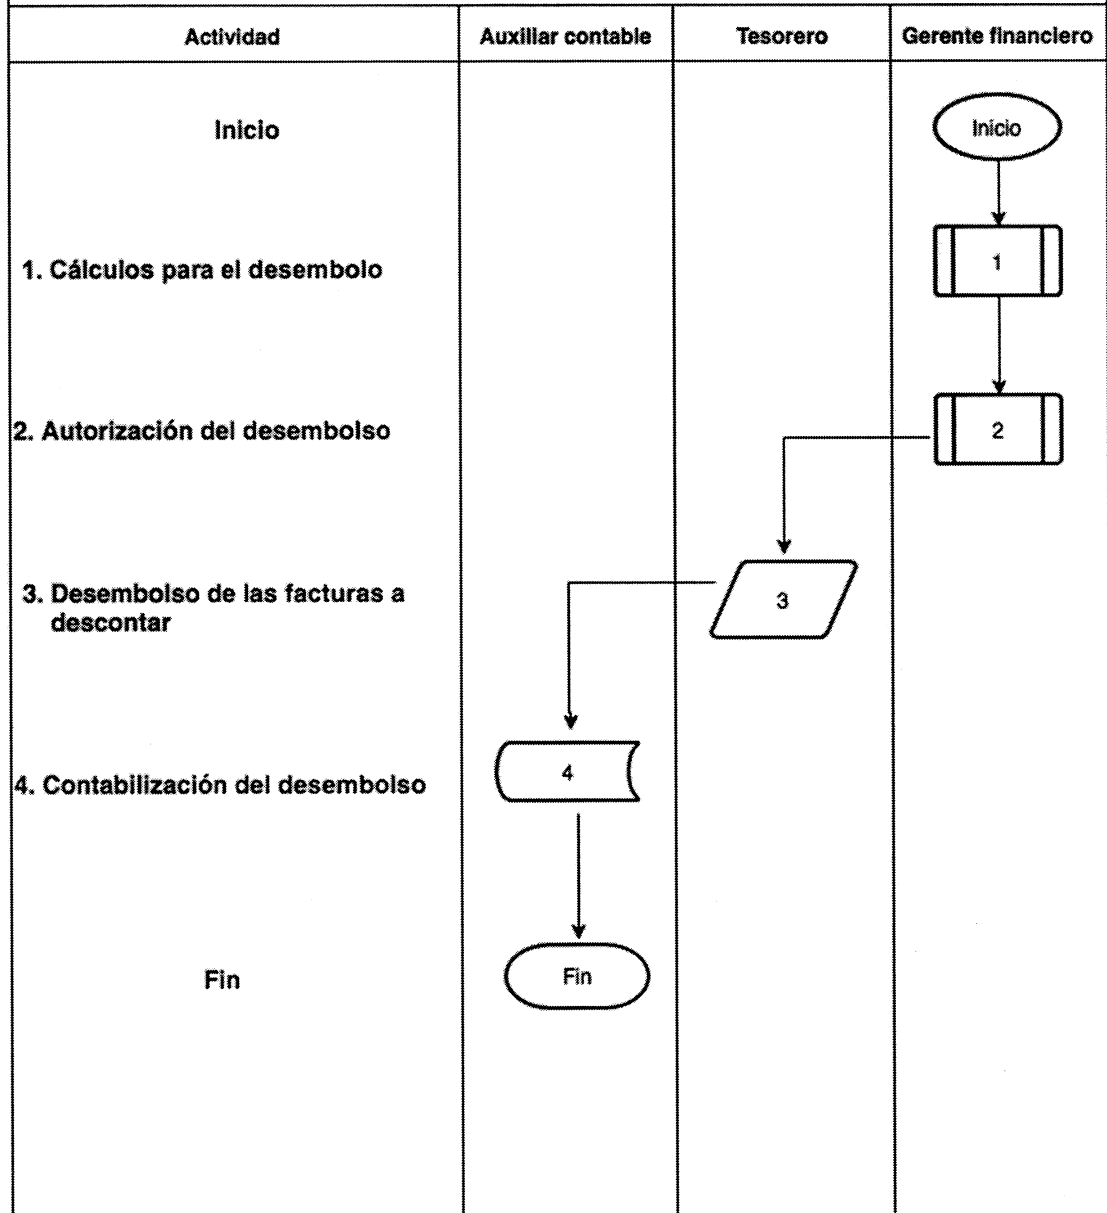 Actividad
Auxiliar contable
Tesorero
Gerente financiero
Inicio
Inicio
1. Cálculos para el desembolo
1
2. Autorización del desembolso
2
3. Desembolso de las facturas a
descontar
3
4. Contabilización del desembolso
4
Fin
Fin